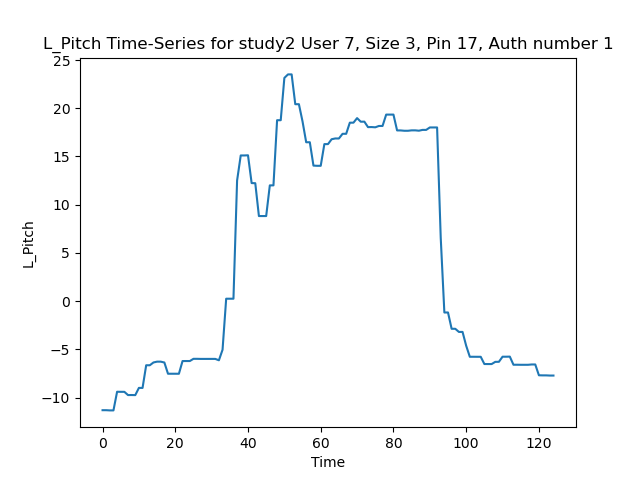 L_Pitch Time-Series for study2 User 7, Size 3, Pin 17, Auth number 1
25
20
15
10
5
0
−5
−10
L_Pitch
0 20 40 60 80 100 120
Time